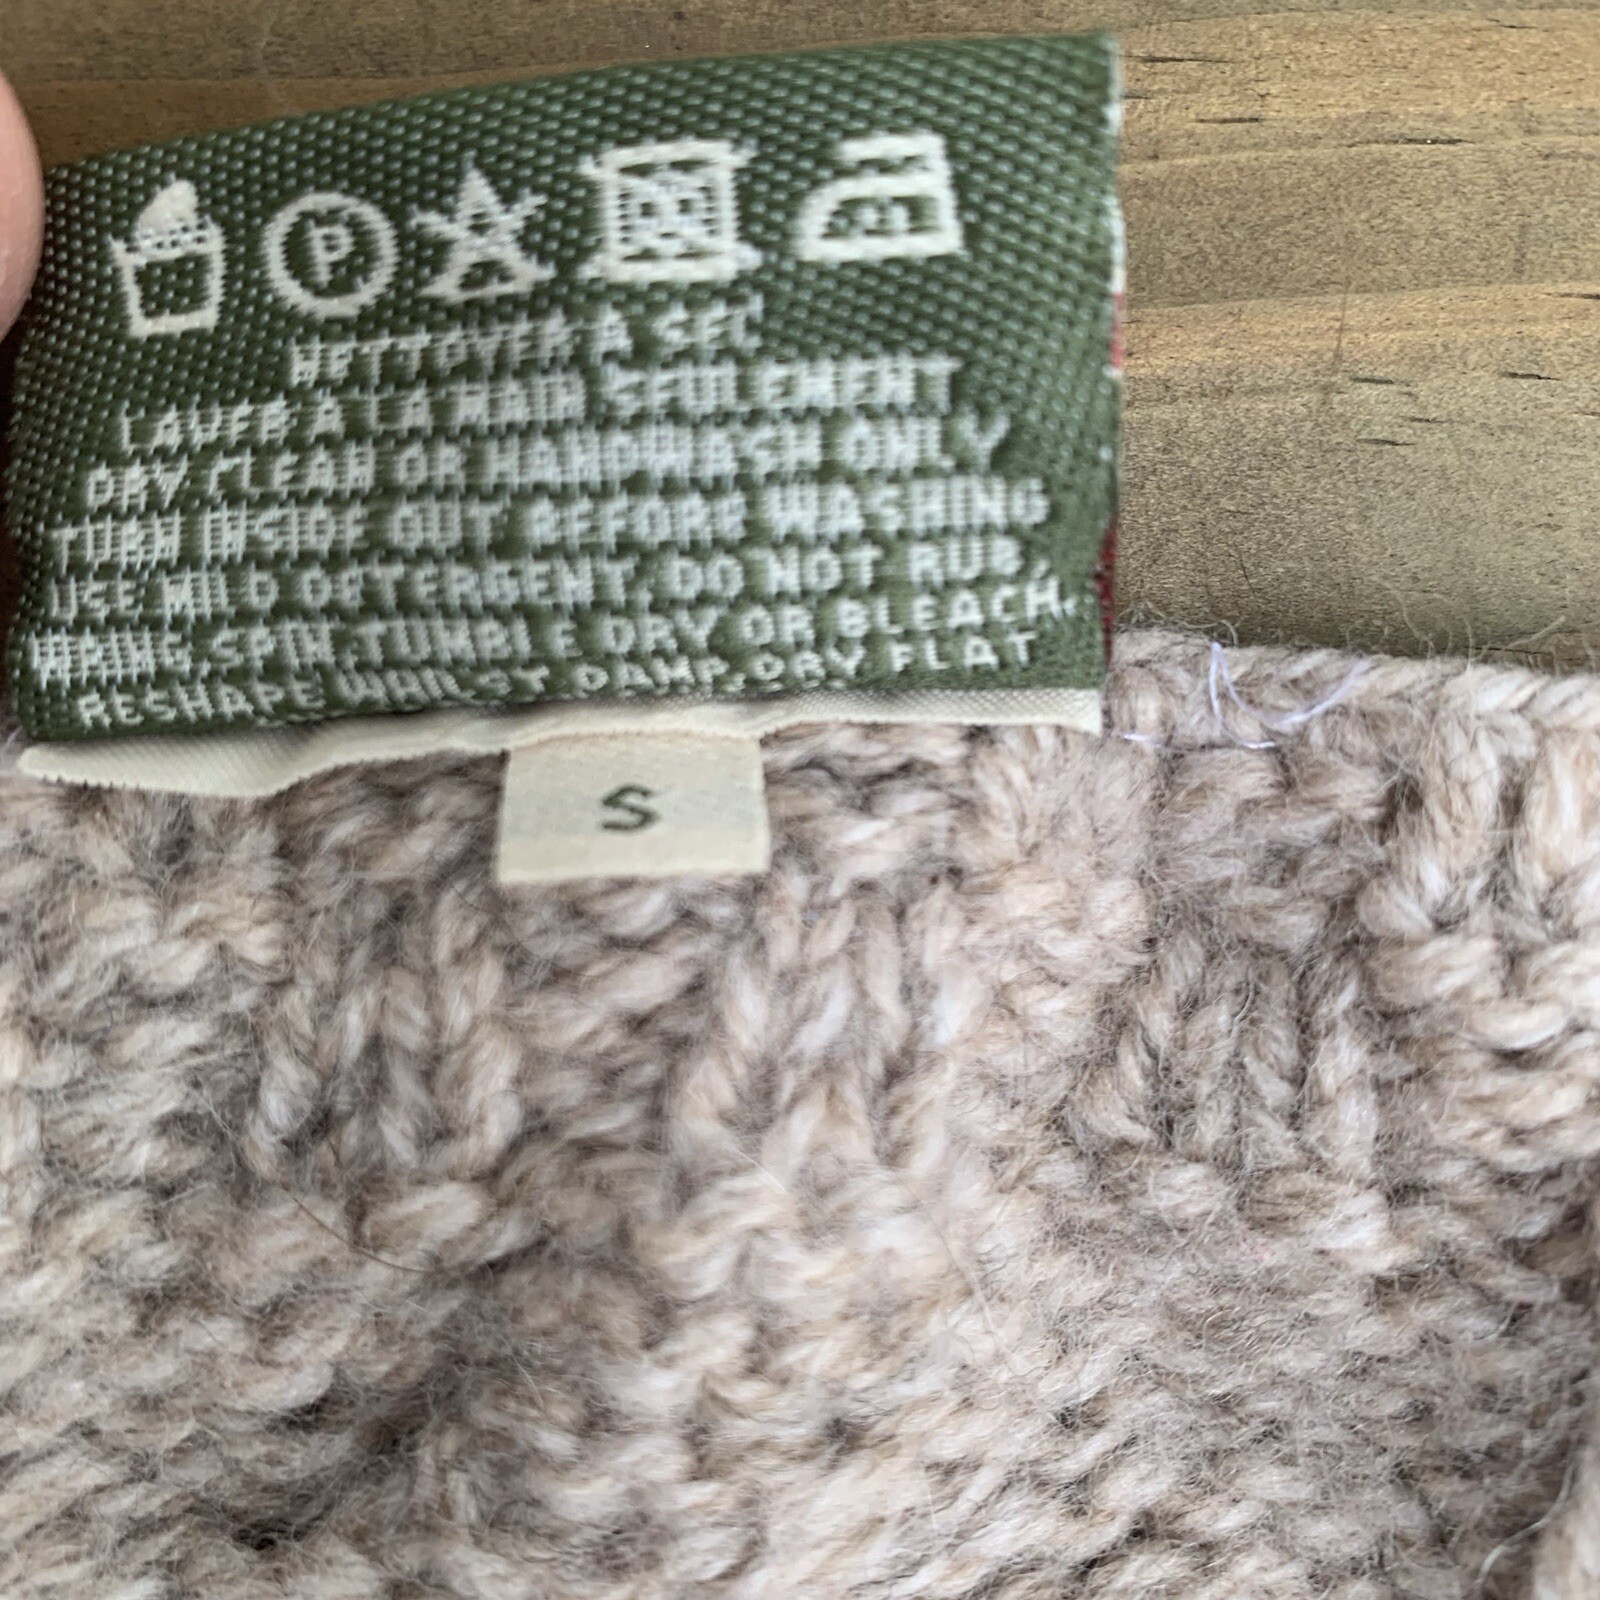 P
NETTOYER A SEC
LAVER A LA MAIN SEULEMENT
DRY CLEAN OR HANDWASH ONLY
TURN INSIDE OUT BEFORE WASHING
USE MILD DETERGENT. DO NOT RUB,
WRING, SPIN, TUMBLE DRY OR BLEACH.
RESHAPE WHILST DAMP. DRY FLAT
S